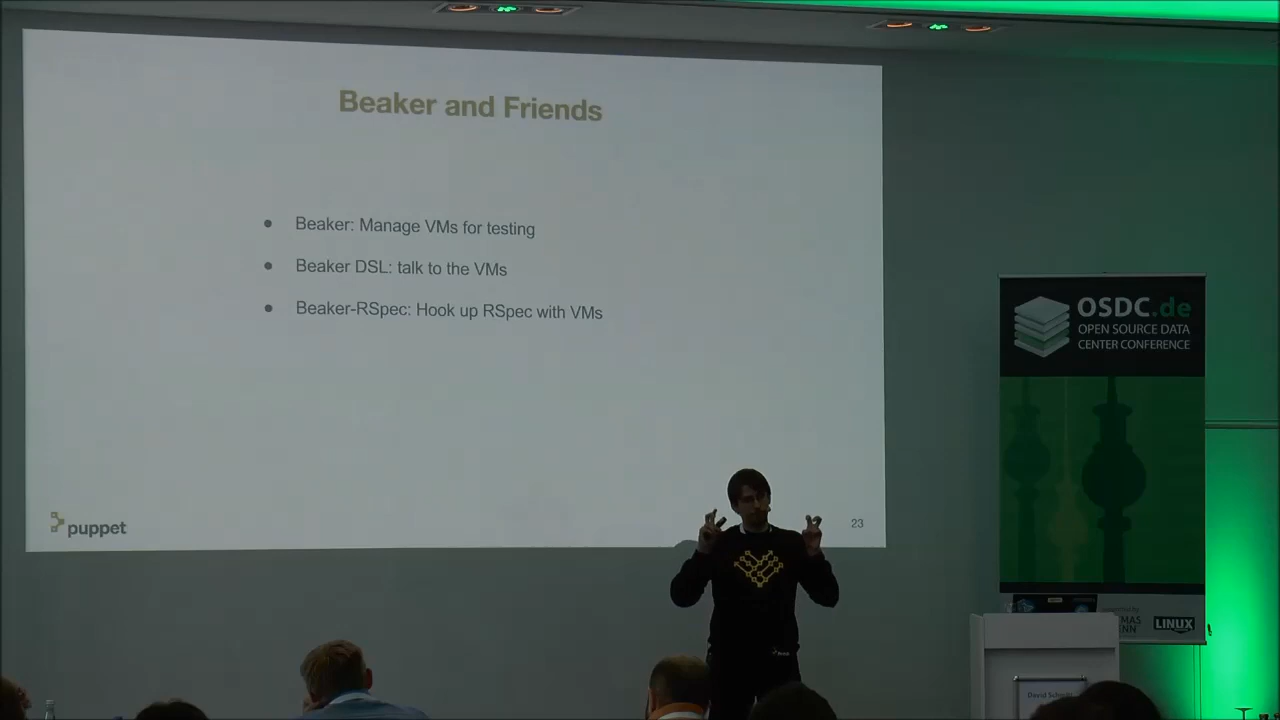 Beaker and Friends
Beaker: Manage VMs for testing
Beaker DSL: talk to the VMs
Beaker-RSpec: Hook up RSpec with VMs
puppet
23
OSDC.de
OPEN SOURCE DATA
CENTER CONFERENCE
LINUX
David